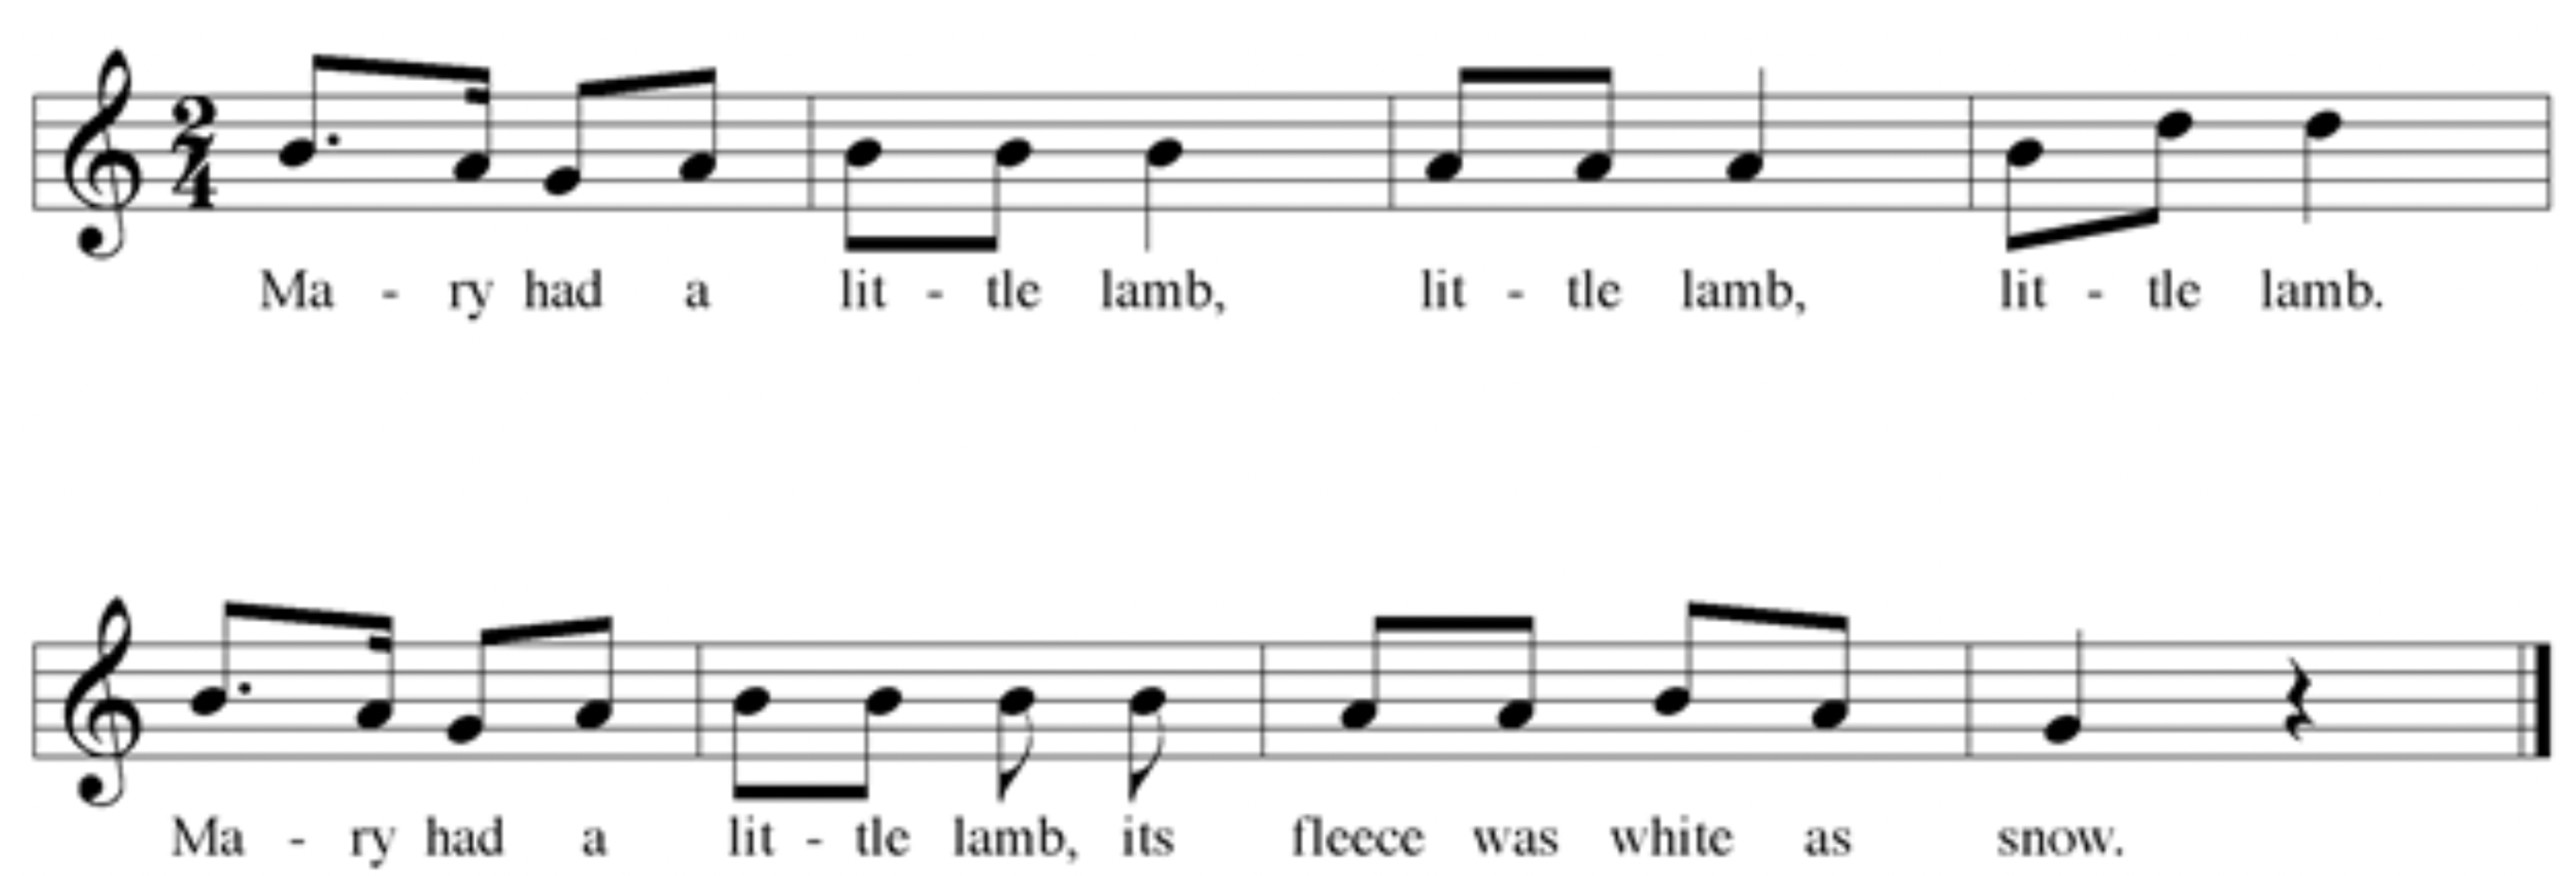 2
4
Ma - ry had a lit - tle lamb, lit - tle lamb, lit - tle lamb.
Ma - ry had a lit - tle lamb, its fleece was white as snow.